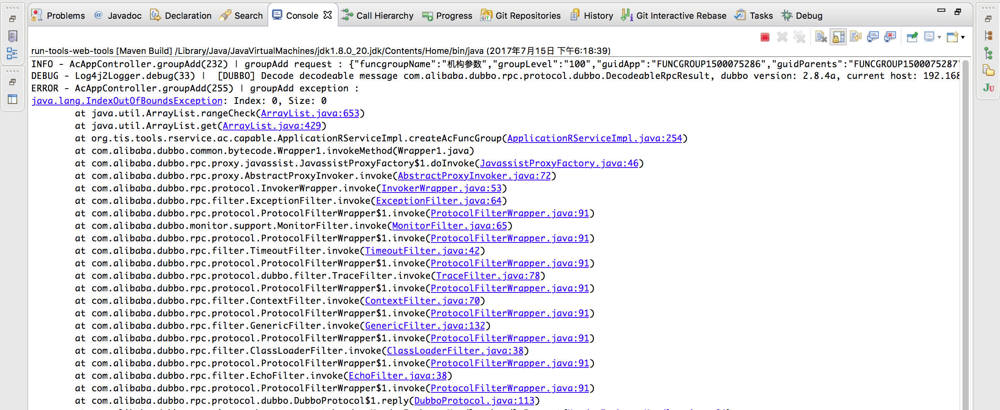 Problems Javadoc Declaration Search Console Call Hierarchy Progress Git Repositories History Git Interactive Rebase Tasks Debug
run-tools-web-tools [Maven Build] /Library/Java/JavaVirtualMachines/jdk1.8.0_20.jdk/Contents/Home/bin/java (2017年7月15日 下午6:18:39)
INFO - AcAppController.groupAdd(232) | groupAdd request : {"funcgroupName":"机构参数","groupLevel":"100","guidApp":"FUNCGROUP1500075286","guidParents":"FUNCGROUP1500075287"
DEBUG - Log4j2Logger.debug(33) |  [DUBBO] Decode decodeable message com.alibaba.dubbo.rpc.protocol.dubbo.DecodeableRpcResult, dubbo version: 2.8.4a, current host: 192.168
ERROR - AcAppController.groupAdd(255) | groupAdd exception :
java.lang.IndexOutOfBoundsException: Index: 0, Size: 0
at java.util.ArrayList.rangeCheck(ArrayList.java:653)
at java.util.ArrayList.get(ArrayList.java:429)
at org.tis.tools.rservice.ac.capable.ApplicationRServiceImpl.createAcFuncGroup(ApplicationRServiceImpl.java:254)
at com.alibaba.dubbo.common.bytecode.Wrapper1.invokeMethod(Wrapper1.java)
at com.alibaba.dubbo.rpc.proxy.javassist.JavassistProxyFactory$1.doInvoke(JavassistProxyFactory.java:46)
at com.alibaba.dubbo.rpc.proxy.AbstractProxyInvoker.invoke(AbstractProxyInvoker.java:72)
at com.alibaba.dubbo.rpc.protocol.InvokerWrapper.invoke(InvokerWrapper.java:53)
at com.alibaba.dubbo.rpc.filter.ExceptionFilter.invoke(ExceptionFilter.java:64)
at com.alibaba.dubbo.rpc.protocol.ProtocolFilterWrapper$1.invoke(ProtocolFilterWrapper.java:91)
at com.alibaba.dubbo.monitor.support.MonitorFilter.invoke(MonitorFilter.java:65)
at com.alibaba.dubbo.rpc.protocol.ProtocolFilterWrapper$1.invoke(ProtocolFilterWrapper.java:91)
at com.alibaba.dubbo.rpc.filter.TimeoutFilter.invoke(TimeoutFilter.java:42)
at com.alibaba.dubbo.rpc.protocol.ProtocolFilterWrapper$1.invoke(ProtocolFilterWrapper.java:91)
at com.alibaba.dubbo.rpc.protocol.dubbo.filter.TraceFilter.invoke(TraceFilter.java:78)
at com.alibaba.dubbo.rpc.protocol.ProtocolFilterWrapper$1.invoke(ProtocolFilterWrapper.java:91)
at com.alibaba.dubbo.rpc.filter.ContextFilter.invoke(ContextFilter.java:70)
at com.alibaba.dubbo.rpc.protocol.ProtocolFilterWrapper$1.invoke(ProtocolFilterWrapper.java:91)
at com.alibaba.dubbo.rpc.filter.GenericFilter.invoke(GenericFilter.java:132)
at com.alibaba.dubbo.rpc.protocol.ProtocolFilterWrapper$1.invoke(ProtocolFilterWrapper.java:91)
at com.alibaba.dubbo.rpc.filter.ClassLoaderFilter.invoke(ClassLoaderFilter.java:38)
at com.alibaba.dubbo.rpc.protocol.ProtocolFilterWrapper$1.invoke(ProtocolFilterWrapper.java:91)
at com.alibaba.dubbo.rpc.filter.EchoFilter.invoke(EchoFilter.java:38)
at com.alibaba.dubbo.rpc.protocol.ProtocolFilterWrapper$1.invoke(ProtocolFilterWrapper.java:91)
at com.alibaba.dubbo.rpc.protocol.dubbo.DubboProtocol$1.reply(DubboProtocol.java:113)